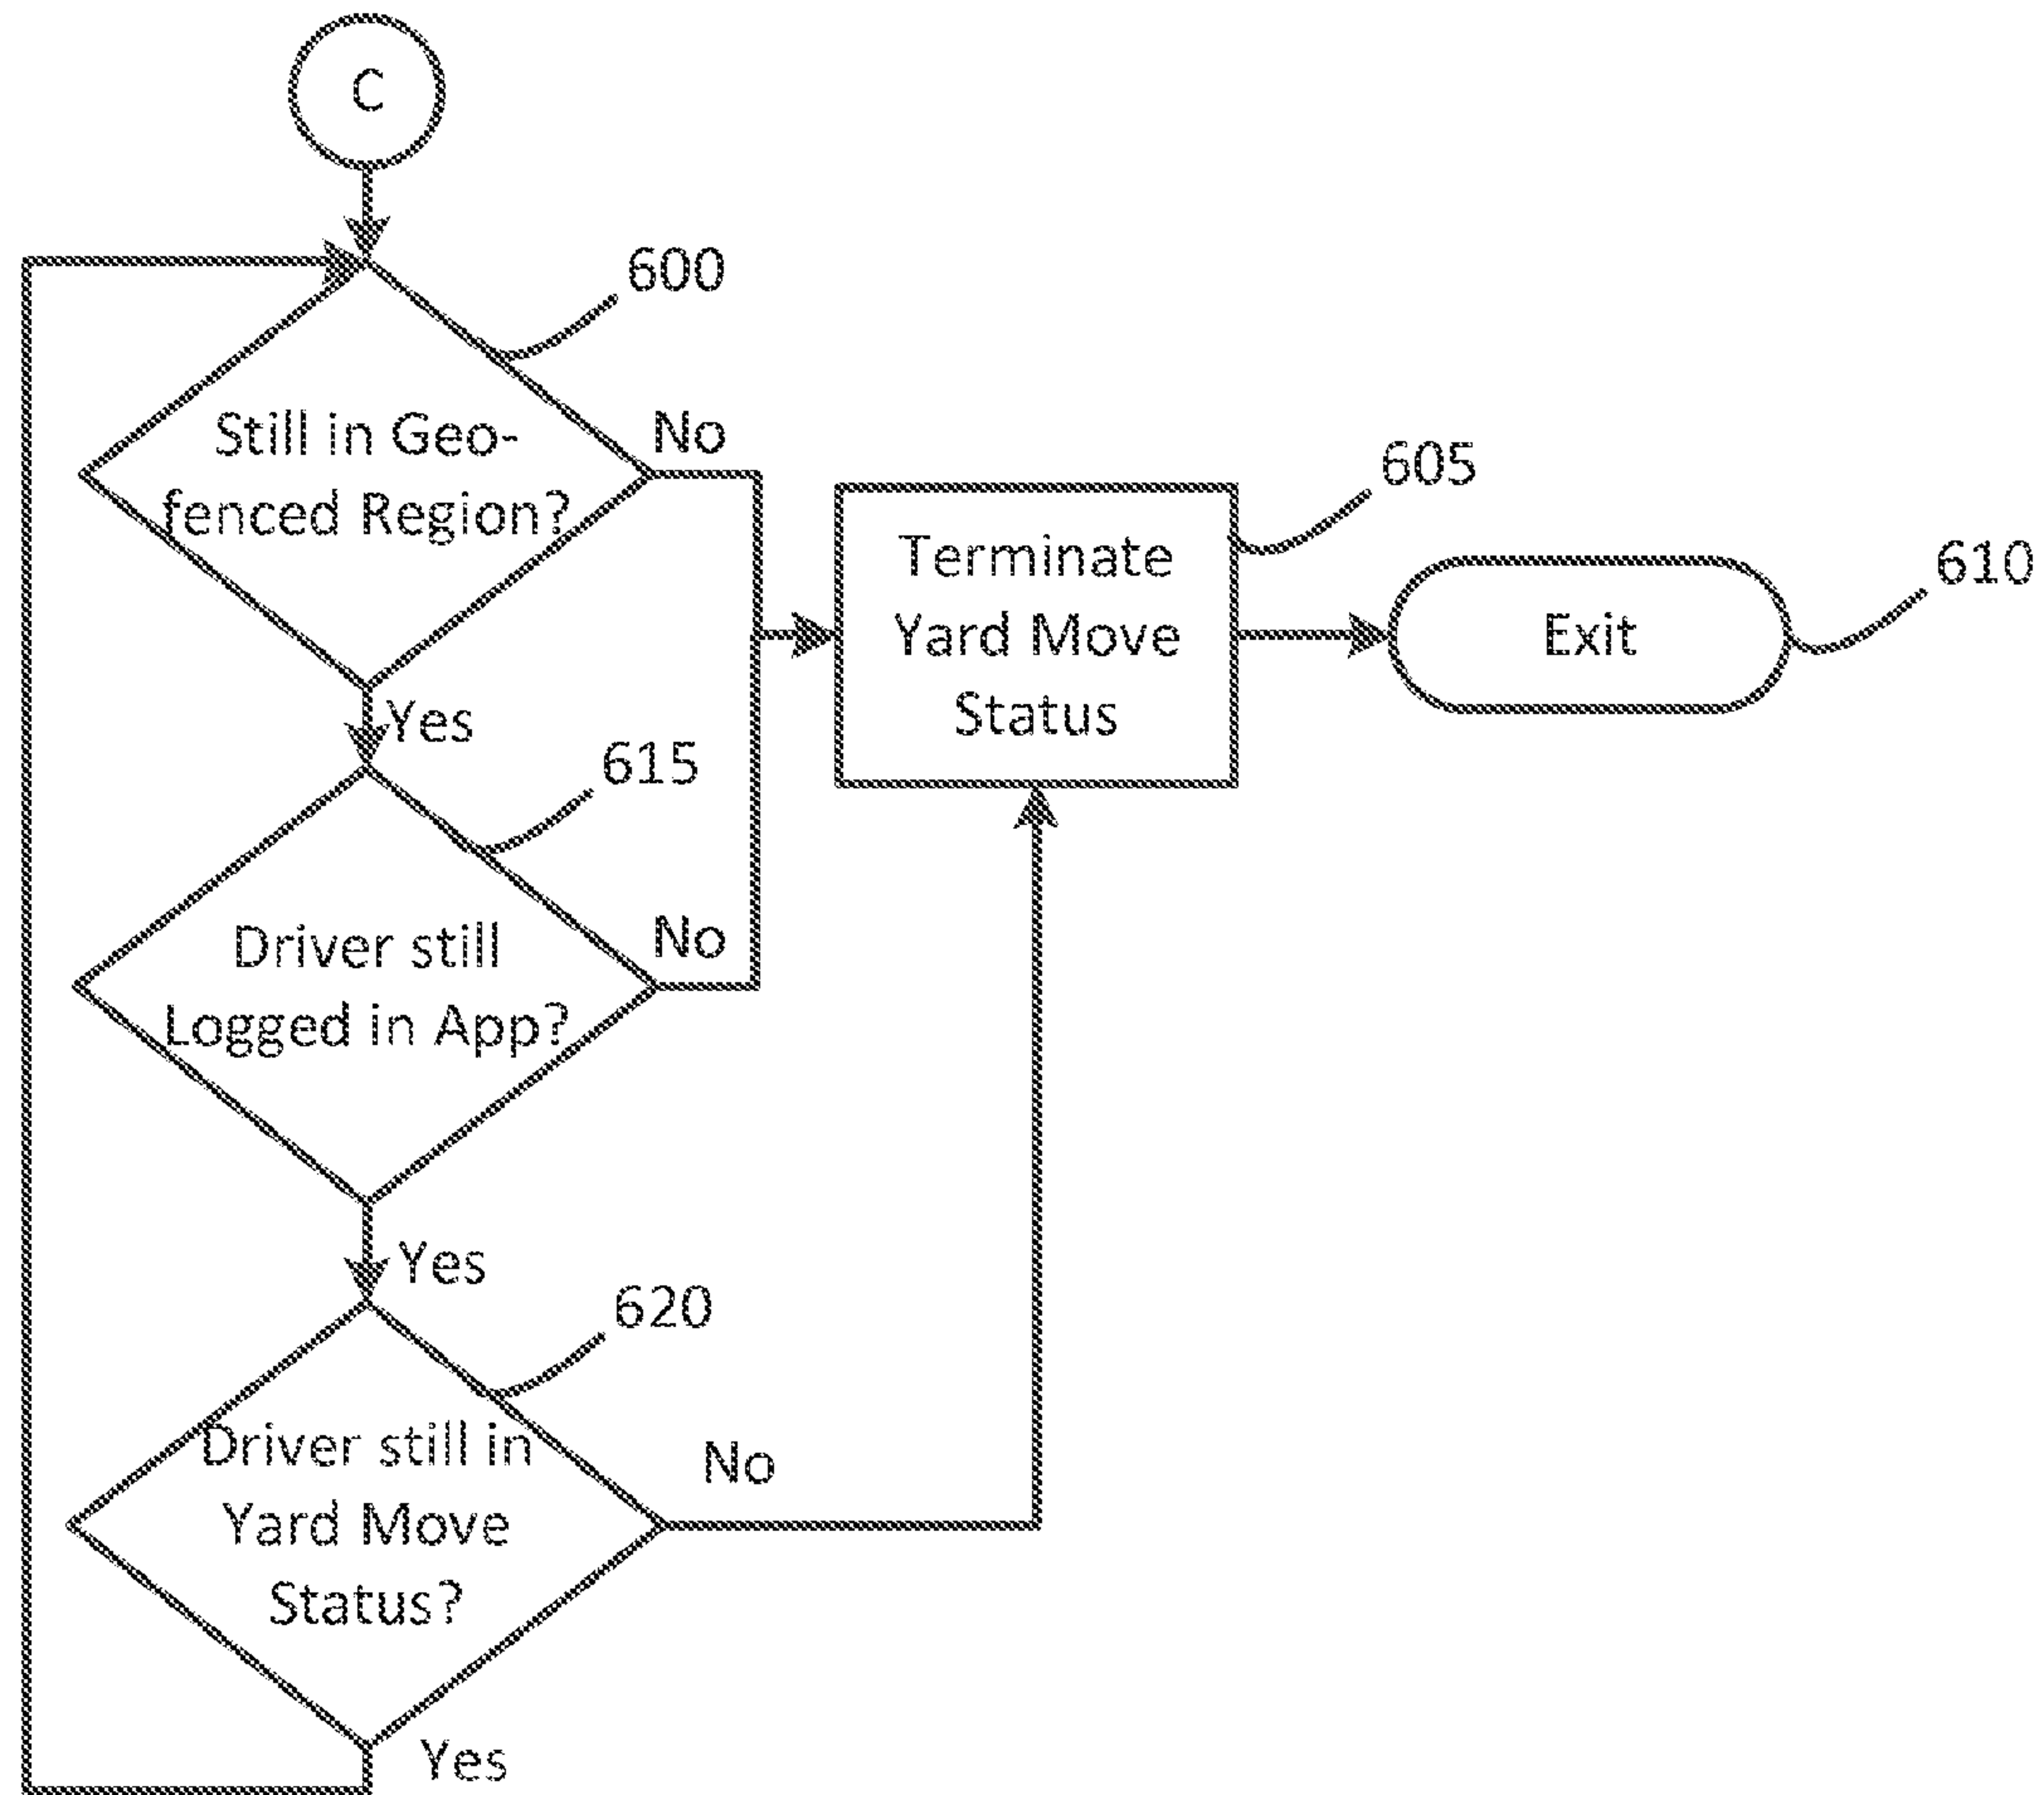 C
600
Still in Geo-
fenced Region?
No
605
Terminate
Yard Move
Status
610
Exit
Yes
615
Driver still
Logged in App?
No
Yes
620
Driver still in
Yard Move
Status?
No
Yes